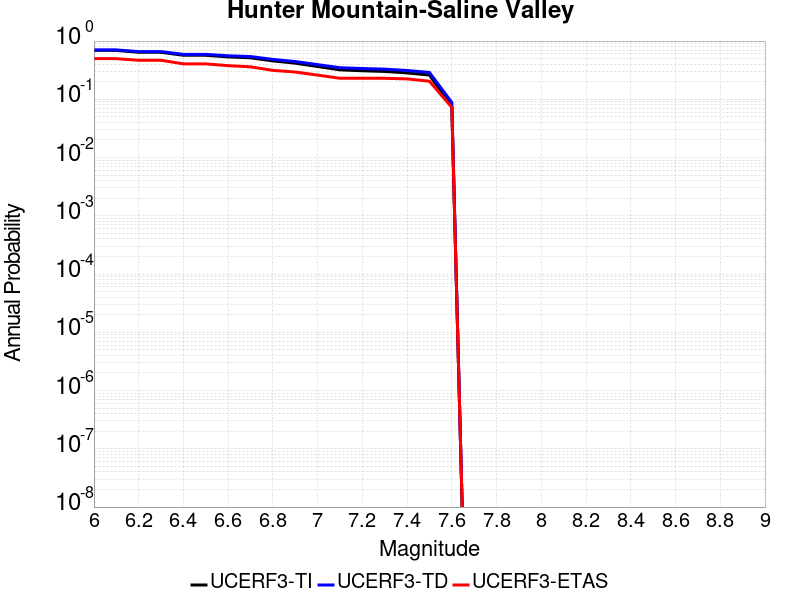 Hunter Mountain-Saline Valley
Annual Probability
10^0
10^-1
10^-2
10^-3
10^-4
10^-5
10^-6
10^-7
10^-8
6 6.2 6.4 6.6 6.8 7 7.2 7.4 7.6 7.8 8 8.2 8.4 8.6 8.8 9
Magnitude
UCERF3-TI UCERF3-TD UCERF3-ETAS